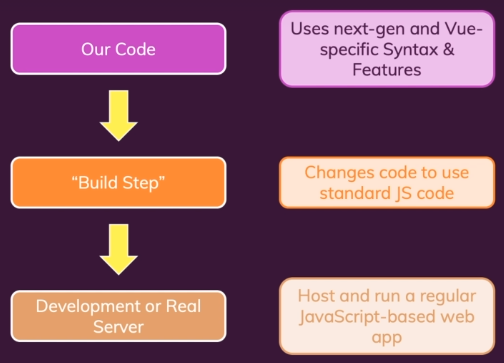 Our Code
Uses next-gen and Vue-
specific Syntax &
Features
“Build Step”
Changes code to use
standard JS code
Development or Real
Server
Host and run a regular
JavaScript-based web
app